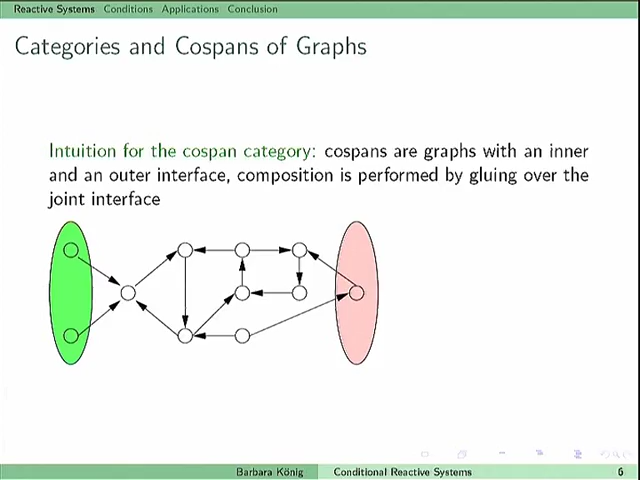 Reactive Systems Conditions Applications Conclusion
Categories and Cospans of Graphs
Intuition for the cospan category: cospans are graphs with an inner
and an outer interface, composition is performed by gluing over the
joint interface
Barbara König Conditional Reactive Systems 6